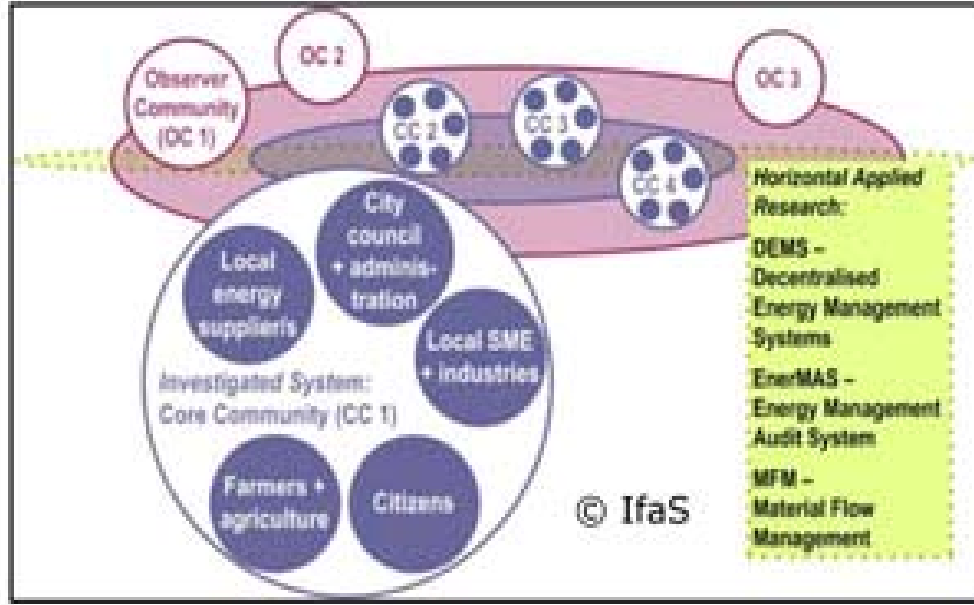 OC 2
OC 3
Observer
Community
(OC 1)
CC 2
CC 3
CC 4
City
council
+ adminis-
tration
Local
energy
supplier/s
Local SME
+ industries
Investigated System:
Core Community (CC 1)
Farmers +
agriculture
Citizens
© IfaS
Horizontal Applied
Research:
DEMS –
Decentralised
Energy Management
Systems
EnerMAS –
Energy Management
Audit System
MFM –
Material Flow
Management